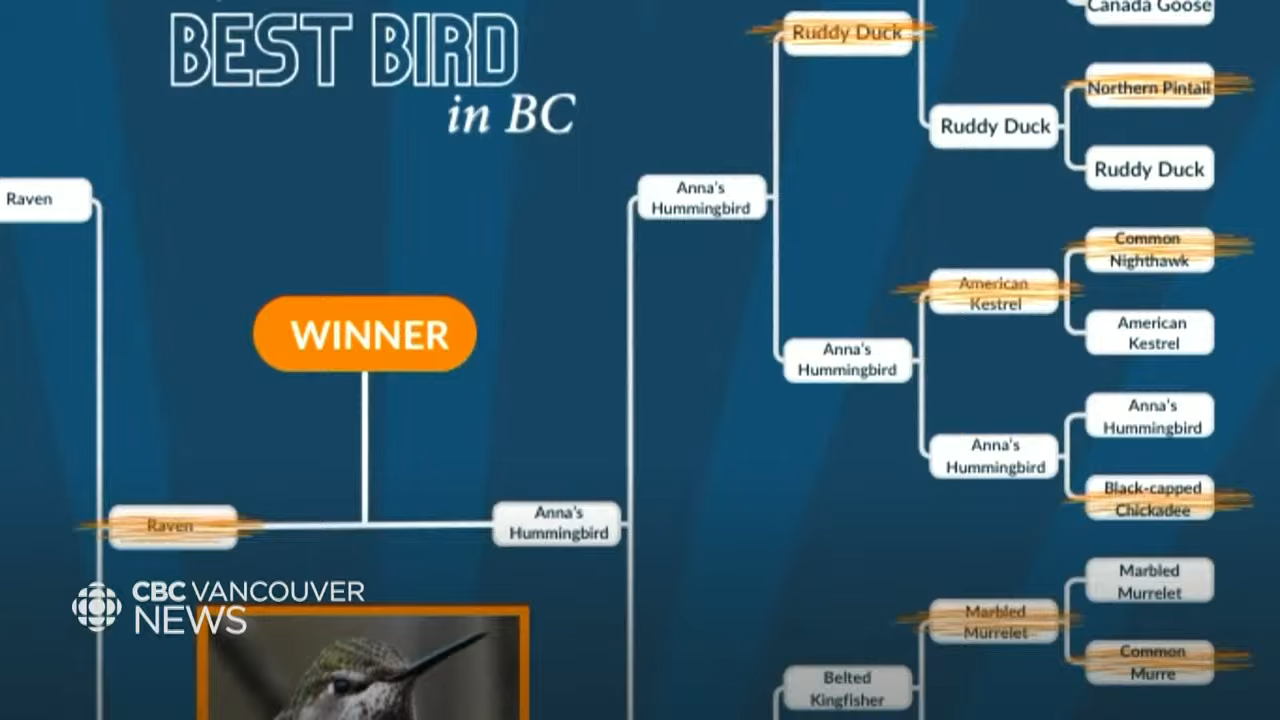 BEST BIRD
in BC
Canada Goose
Ruddy Duck
Northern Pintail
Ruddy Duck
Ruddy Duck
Raven
Anna's
Hummingbird
Common
Nighthawk
American
Kestrel
American
Kestrel
WINNER
Anna's
Hummingbird
Anna's
Hummingbird
Anna's
Hummingbird
Black-capped
Chickadee
Raven
Anna's
Hummingbird
Marbled
Murrelet
Marbled
Murrelet
Common
Murre
Belted
Kingfisher
CBC VANCOUVER
NEWS